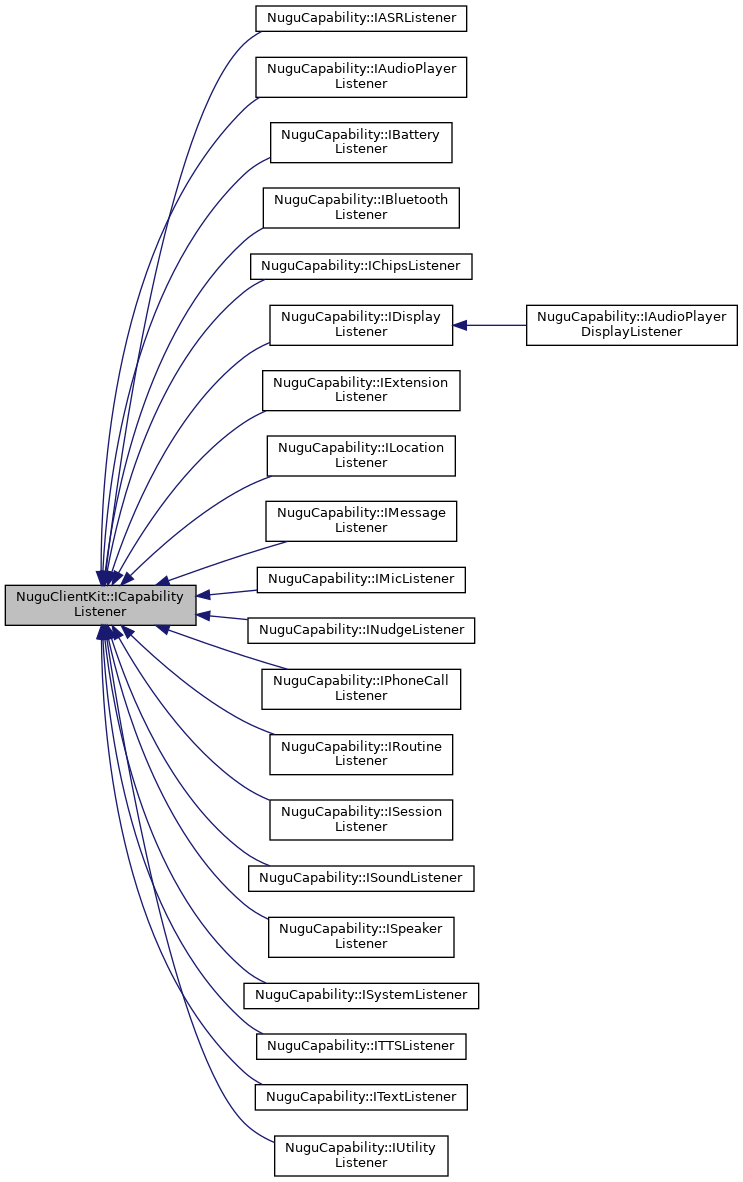 NuguCapability::IASRListener
NuguCapability::IAudioPlayer
Listener
NuguCapability::IBattery
Listener
NuguCapability::IBluetooth
Listener
NuguCapability::IChipsListener
NuguCapability::IDisplay
Listener
NuguCapability::IAudioPlayer
DisplayListener
NuguCapability::IExtension
Listener
NuguCapability::ILocation
Listener
NuguCapability::IMessage
Listener
NuguCapability::IMicListener
NuguClientKit::ICapability
Listener
NuguCapability::INudgeListener
NuguCapability::IPhoneCall
Listener
NuguCapability::IRoutine
Listener
NuguCapability::ISession
Listener
NuguCapability::ISoundListener
NuguCapability::ISpeaker
Listener
NuguCapability::ISystemListener
NuguCapability::ITTSListener
NuguCapability::ITextListener
NuguCapability::IUtility
Listener